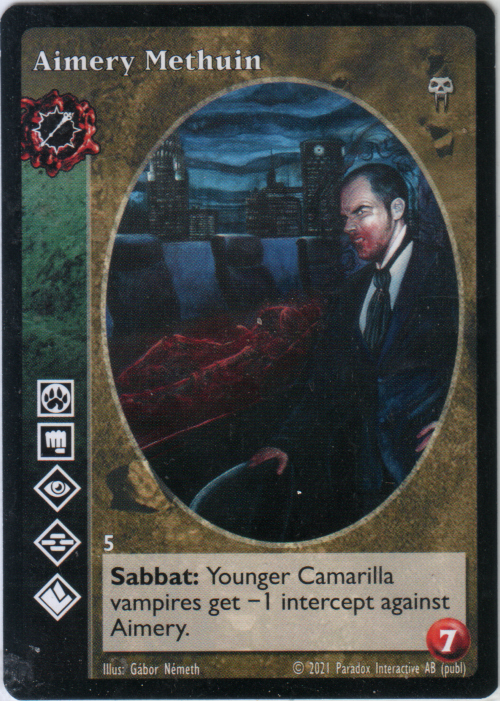 Aimery Methuin
5
Sabbat: Younger Camarilla
vampires get −1 intercept against
Aimery.
7
Illus: Gábor Németh © 2021 Paradox Interactive AB (publ)